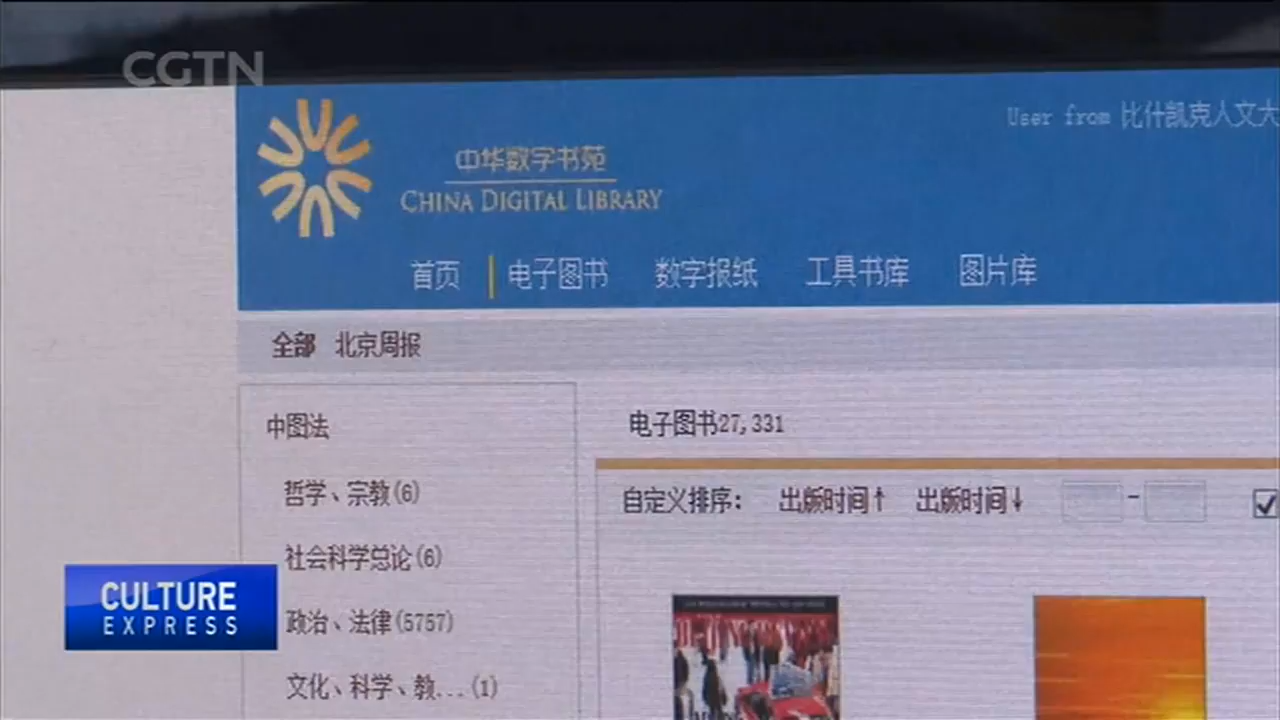 CGTN
User from 比什凯克人文大
中华数字书苑
CHINA DIGITAL LIBRARY
首页 电子图书 数字报纸 工具书库 图片库
全部 北京周报
中图法
电子图书27,331
哲学、宗教(6)
自定义排序: 出版时间↑ 出版时间↓ -
社会科学总论(6)
CULTURE
EXPRESS
政治、法律(5757)
文化、科学、教...(1)